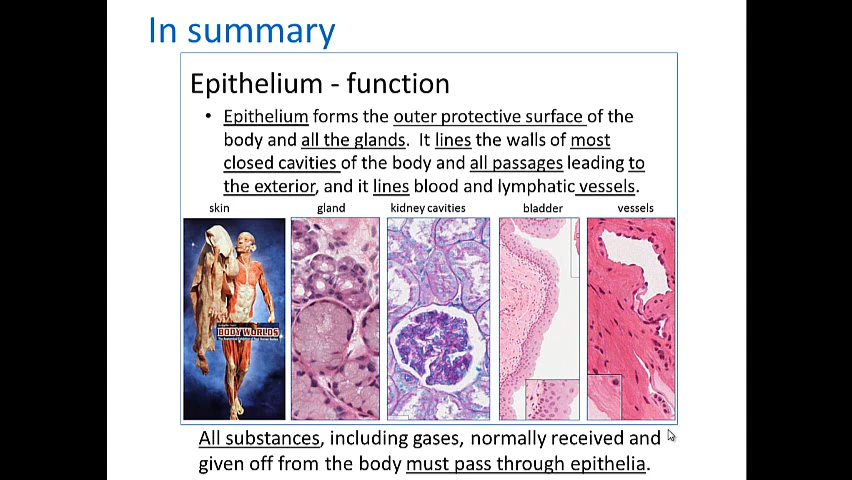 In summary
Epithelium - function
• Epithelium forms the outer protective surface of the
body and all the glands. It lines the walls of most
closed cavities of the body and all passages leading to
the exterior, and it lines blood and lymphatic vessels.
skin gland kidney cavities bladder vessels
BODY WORLDS
All substances, including gases, normally received and
given off from the body must pass through epithelia.